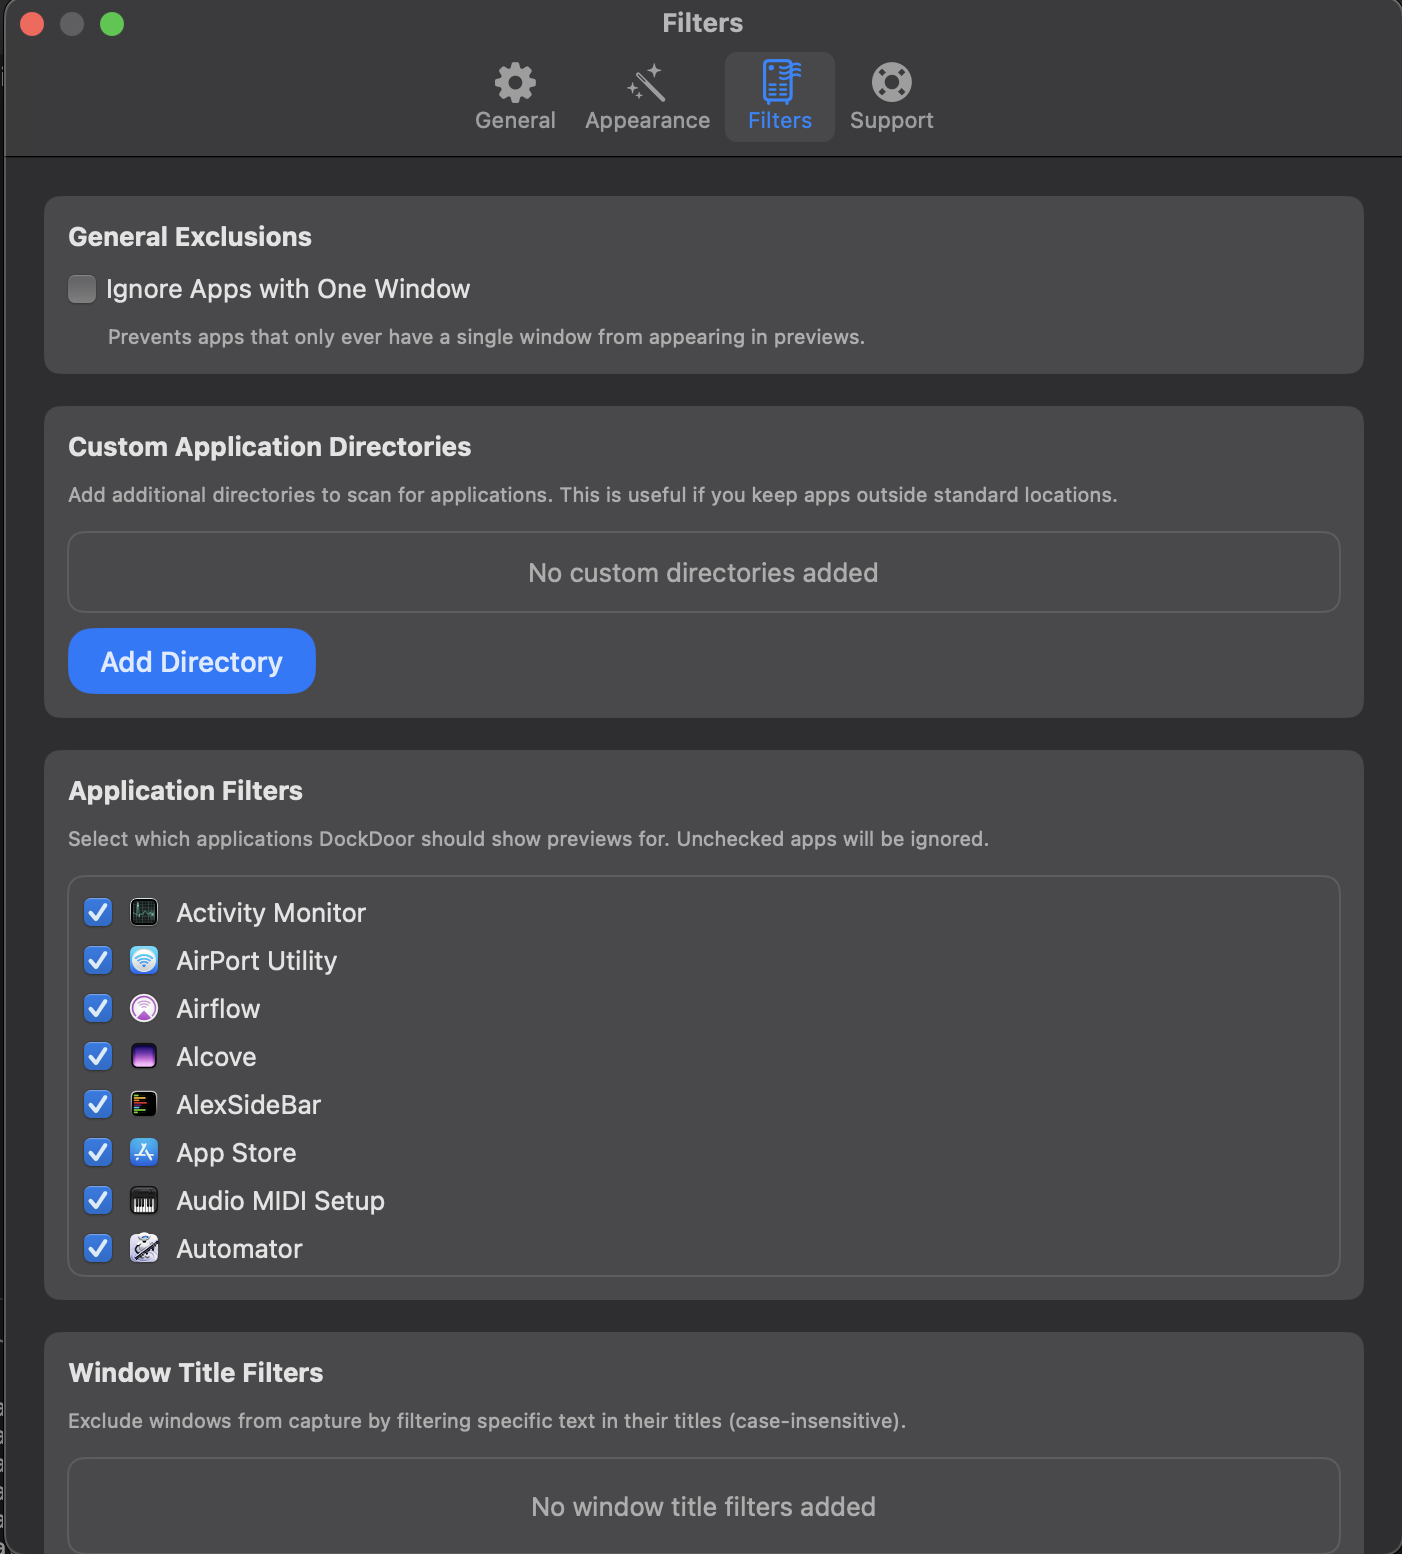 Filters
General
Appearance
Filters
Support
General Exclusions
Ignore Apps with One Window
Prevents apps that only ever have a single window from appearing in previews.
Custom Application Directories
Add additional directories to scan for applications. This is useful if you keep apps outside standard locations.
No custom directories added
Add Directory
Application Filters
Select which applications DockDoor should show previews for. Unchecked apps will be ignored.
Activity Monitor
AirPort Utility
Airflow
Alcove
AlexSideBar
App Store
Audio MIDI Setup
Automator
Window Title Filters
Exclude windows from capture by filtering specific text in their titles (case-insensitive).
No window title filters added